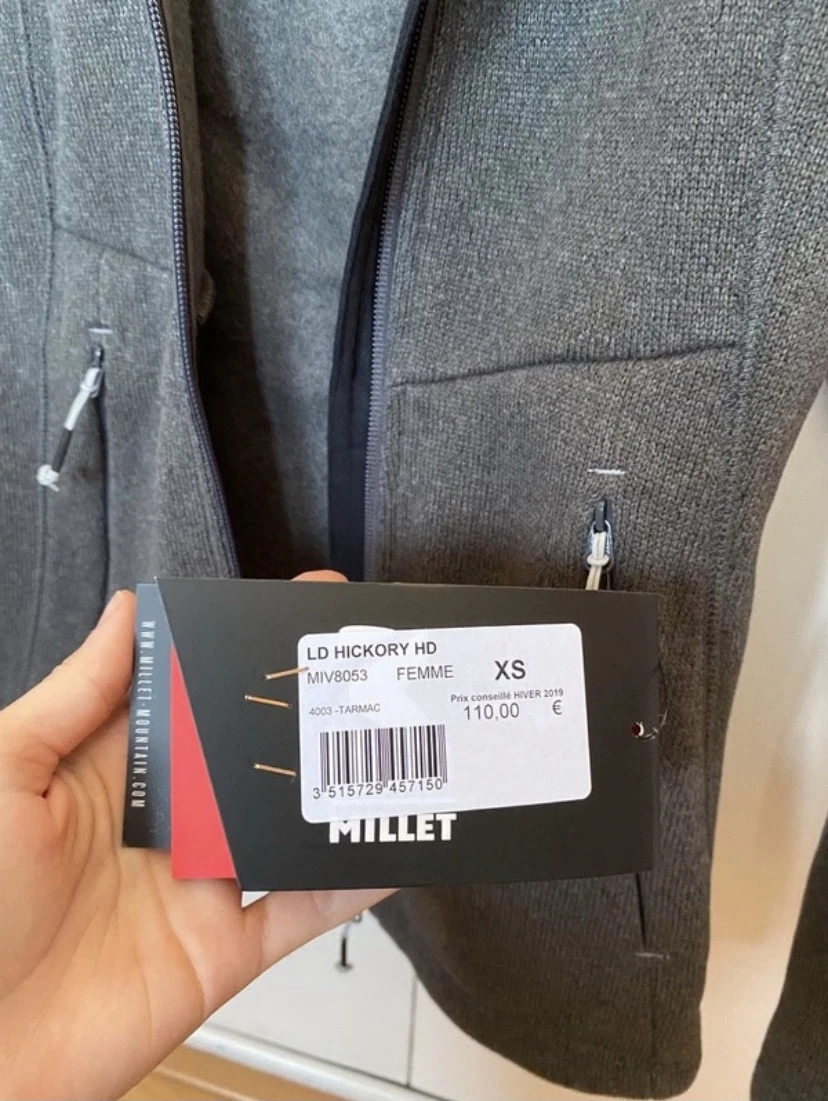 WWW.MILLET-MOUNTAIN.COM
LD HICKORY HD
MIV8053 FEMME XS
Prix conseillé HIVER 2019
4003 -TARMAC 110,00 €
3 515729 457150
MILLET